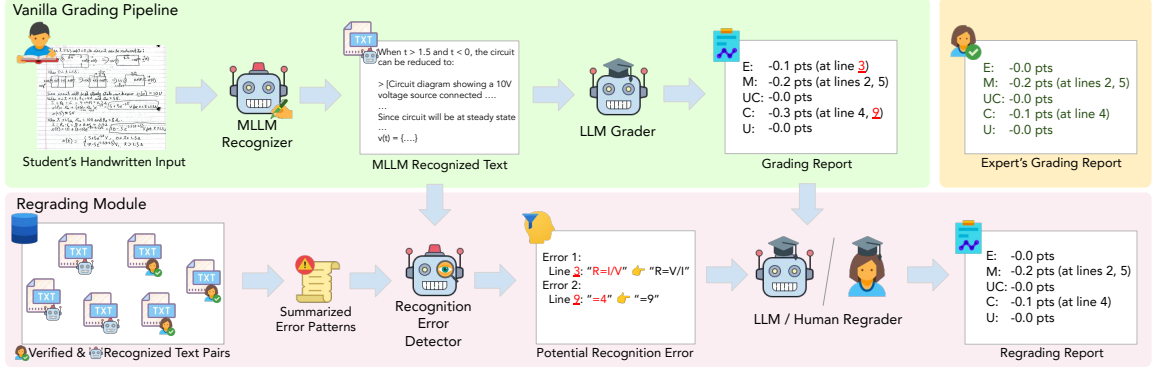 Vanilla Grading Pipeline
Student's Handwritten Input
MLLM
Recognizer
TXT
When t > 1.5 and t < 0, the circuit
can be reduced to:
> [Circuit diagram showing a 10V
voltage source connected ....
...
Since circuit will be at steady state
...
v(t) = {....}
MLLM Recognized Text
LLM Grader
E: -0.1 pts (at line 3)
M: -0.2 pts (at lines 2, 5)
UC: -0.0 pts
C: -0.3 pts (at line 4, 9)
U: -0.0 pts
Grading Report
E: -0.0 pts
M: -0.2 pts (at lines 2, 5)
UC: -0.0 pts
C: -0.1 pts (at line 4)
U: -0.0 pts
Expert's Grading Report
Regrading Module
TXT
TXT
TXT
TXT
TXT
TXT
Verified & Recognized Text Pairs
Summarized
Error Patterns
Recognition
Error
Detector
Error 1:
Line 3: "R=I/V" 👉 "R=V/I"
Error 2:
Line 9: "=4" 👉 "=9"
Potential Recognition Error
LLM / Human Regrader
E: -0.0 pts
M: -0.2 pts (at lines 2, 5)
UC: -0.0 pts
C: -0.1 pts (at line 4)
U: -0.0 pts
Regrading Report